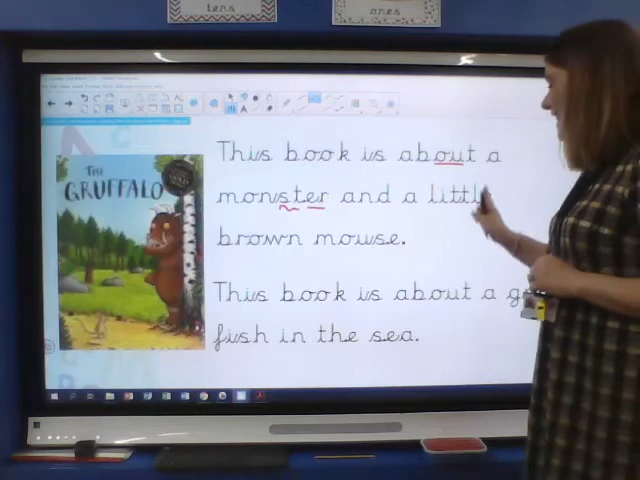 tens
ones
This book is about a
THE
GRUFFALO
monster and a little
brown mouse.
This book is about a
fish in the sea.